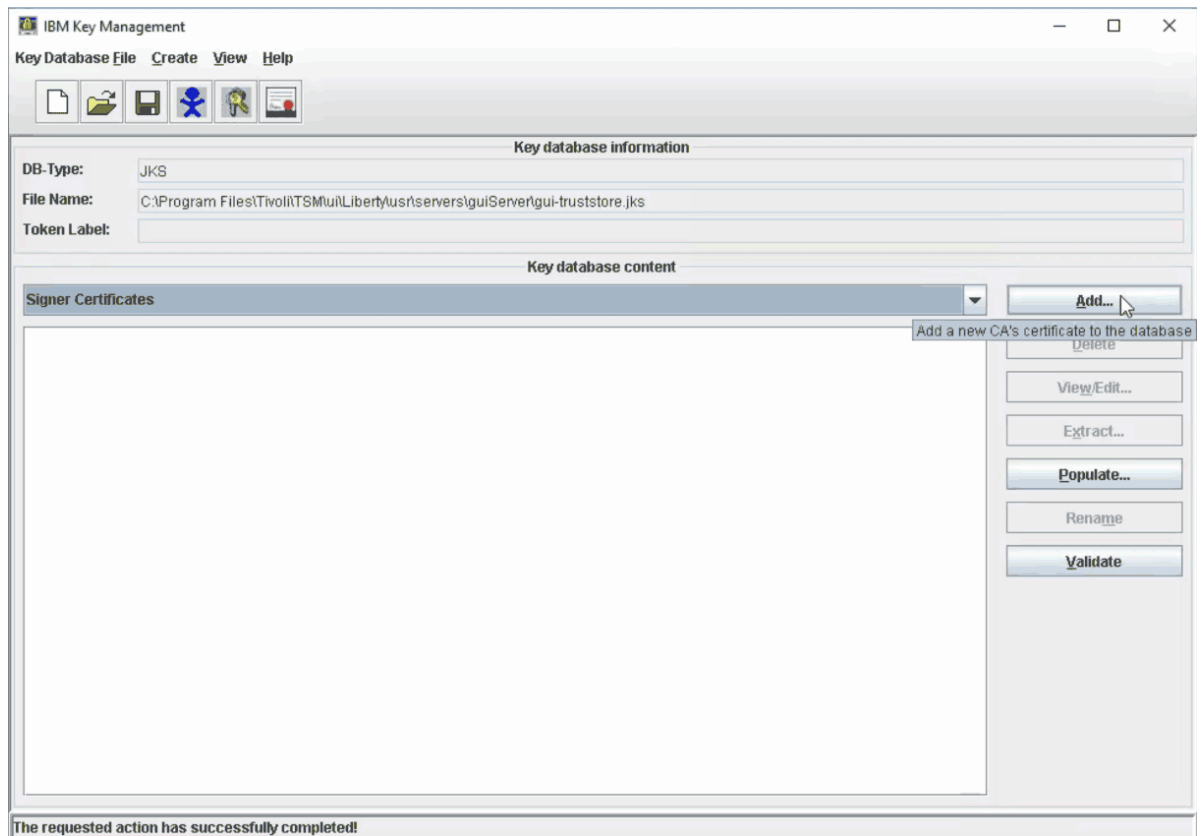 IBM Key Management
Key Database File Create View Help
Key database information
DB-Type: JKS
File Name: C:\Program Files\Tivoli\TSM\ui\Liberty\usr\servers\guiServer\gui-truststore.jks
Token Label:
Key database content
Signer Certificates
Add...
Add a new CA's certificate to the database
Delete
View/Edit...
Extract...
Populate...
Rename
Validate
The requested action has successfully completed!